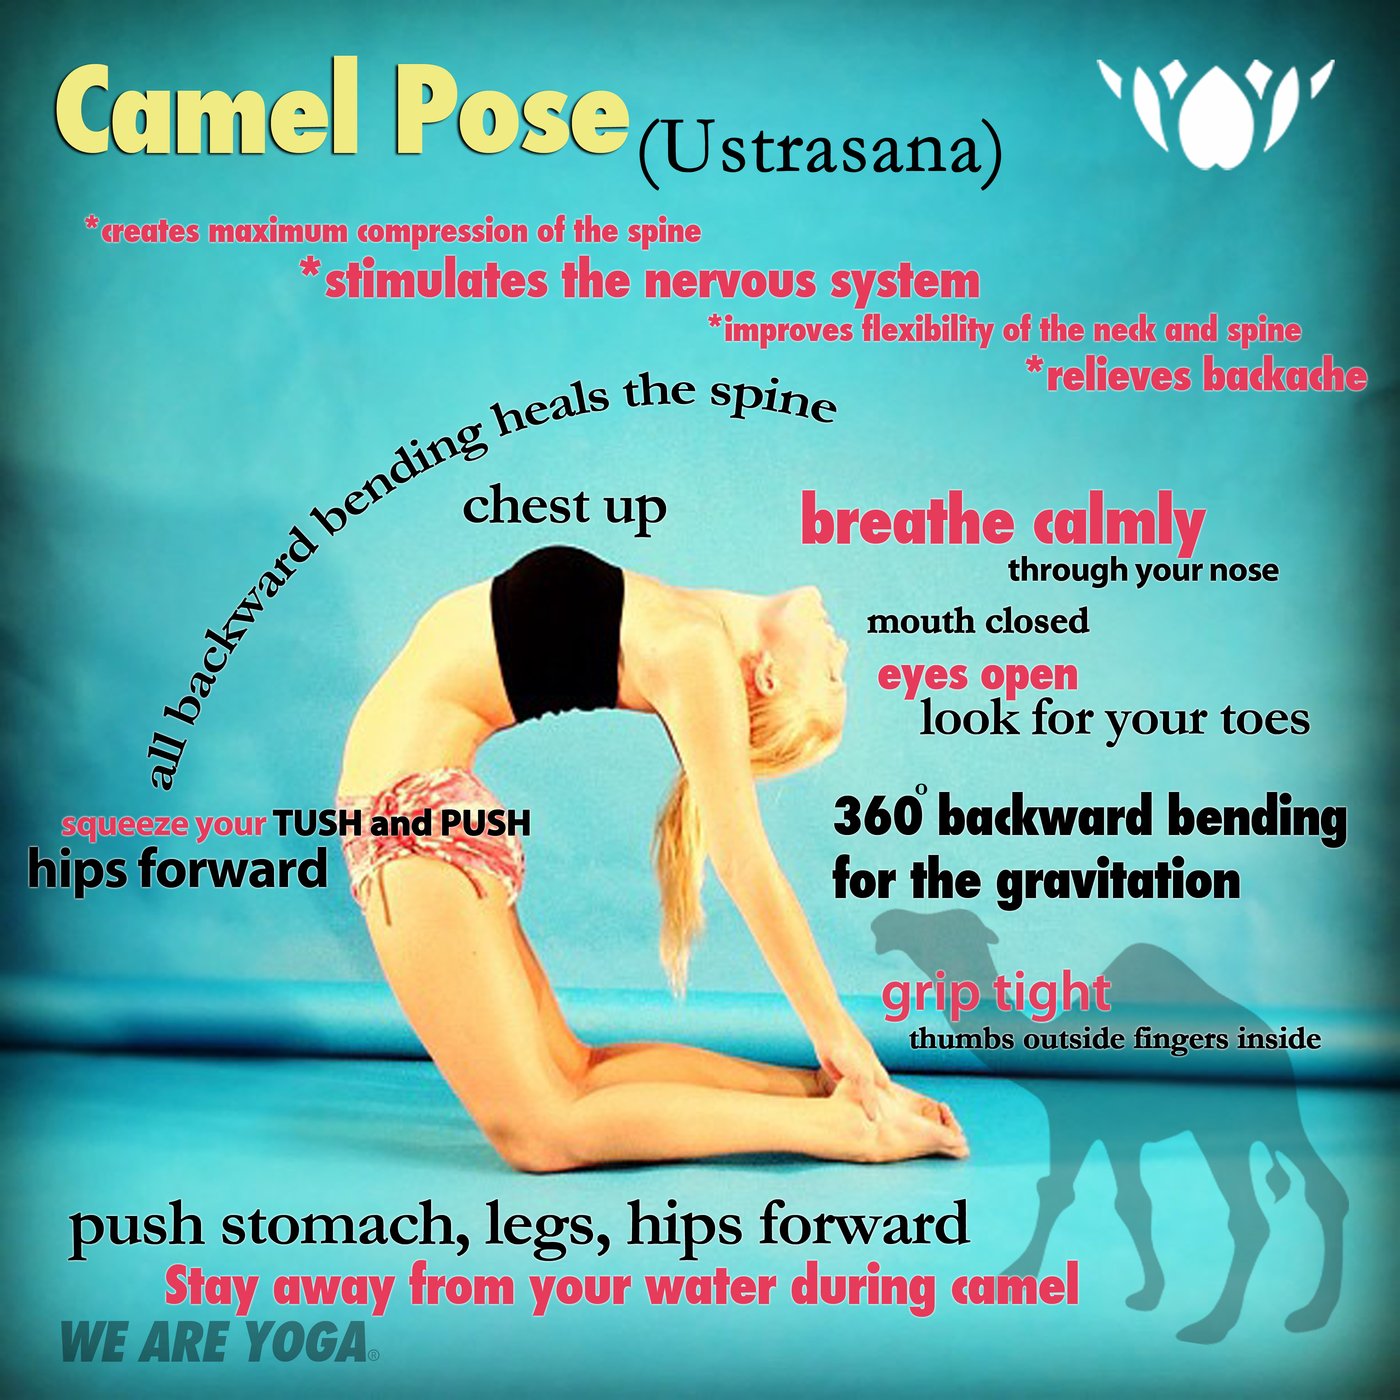 Camel Pose
(Ustrasana)
*creates maximum compression of the spine
*stimulates the nervous system
*improves flexibility of the neck and spine
*relieves backache
all backward bending heals the spine
chest up
breathe calmly
through your nose
mouth closed
eyes open
look for your toes
squeeze your TUSH and PUSH
hips forward
360° backward bending
for the gravitation
grip tight
thumbs outside fingers inside
push stomach, legs, hips forward
Stay away from your water during camel
WE ARE YOGA®